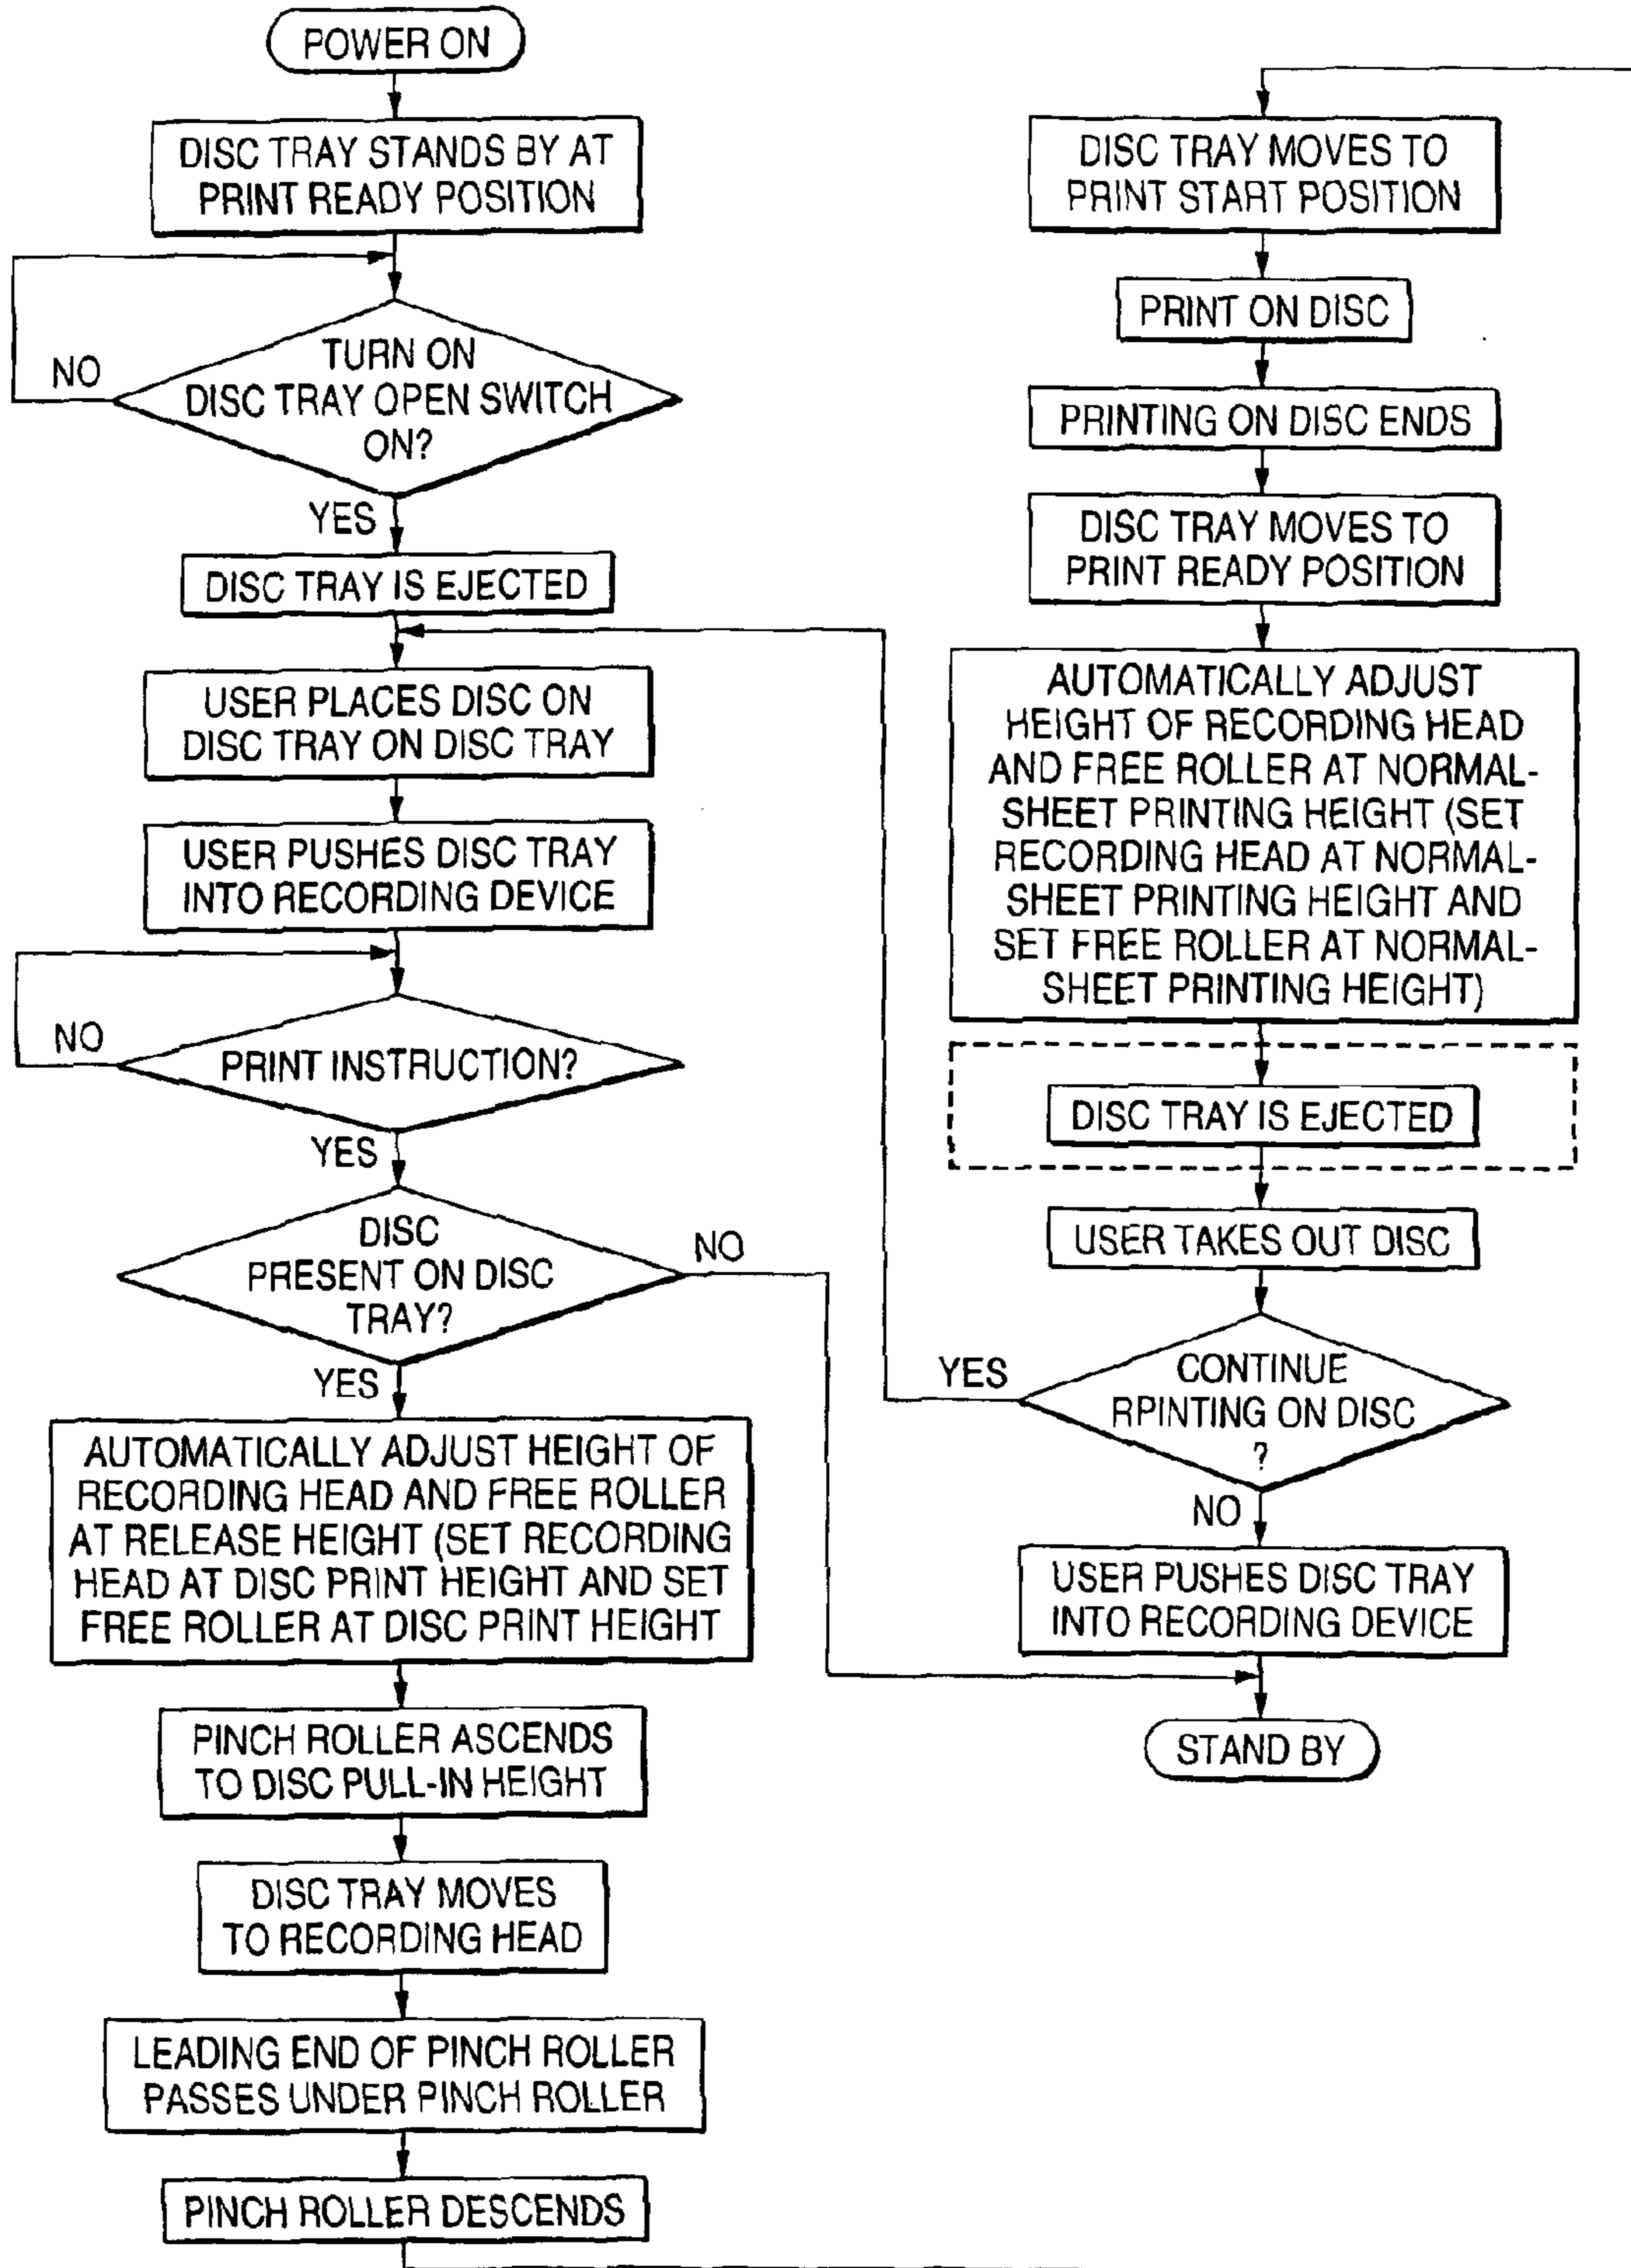 POWER ON
DISC TRAY STANDS BY AT
PRINT READY POSITION
TURN ON
DISC TRAY OPEN SWITCH
ON?
NO
YES
DISC TRAY IS EJECTED
USER PLACES DISC ON
DISC TRAY ON DISC TRAY
USER PUSHES DISC TRAY
INTO RECORDING DEVICE
NO
PRINT INSTRUCTION?
YES
DISC
PRESENT ON DISC
TRAY?
NO
YES
AUTOMATICALLY ADJUST HEIGHT OF
RECORDING HEAD AND FREE ROLLER
AT RELEASE HEIGHT (SET RECORDING
HEAD AT DISC PRINT HEIGHT AND SET
FREE ROLLER AT DISC PRINT HEIGHT
PINCH ROLLER ASCENDS
TO DISC PULL-IN HEIGHT
DISC TRAY MOVES
TO RECORDING HEAD
LEADING END OF PINCH ROLLER
PASSES UNDER PINCH ROLLER
PINCH ROLLER DESCENDS
DISC TRAY MOVES TO
PRINT START POSITION
PRINT ON DISC
PRINTING ON DISC ENDS
DISC TRAY MOVES TO
PRINT READY POSITION
AUTOMATICALLY ADJUST
HEIGHT OF RECORDING HEAD
AND FREE ROLLER AT NORMAL-
SHEET PRINTING HEIGHT (SET
RECORDING HEAD AT NORMAL-
SHEET PRINTING HEIGHT AND
SET FREE ROLLER AT NORMAL-
SHEET PRINTING HEIGHT)
DISC TRAY IS EJECTED
USER TAKES OUT DISC
CONTINUE
RPINTING ON DISC
?
YES
NO
USER PUSHES DISC TRAY
INTO RECORDING DEVICE
STAND BY